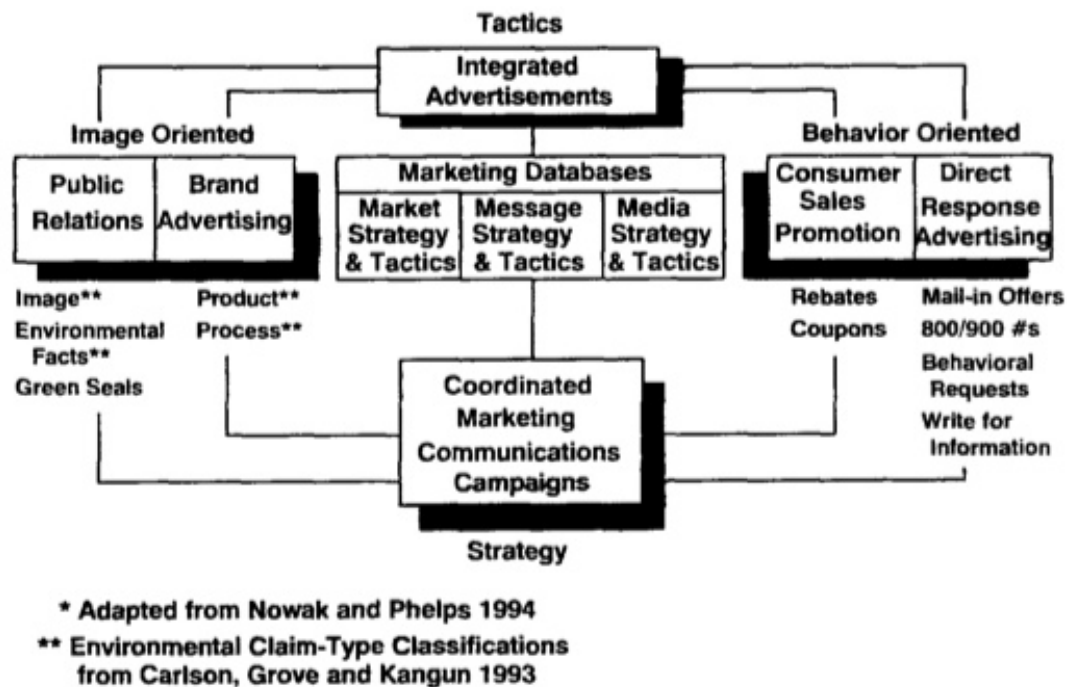 Tactics
Integrated
Advertisements
Image Oriented
Public
Relations
Brand
Advertising
Image**
Environmental
Facts**
Green Seals
Product**
Process**
Marketing Databases
Market
Strategy
& Tactics
Message
Strategy
& Tactics
Media
Strategy
& Tactics
Behavior Oriented
Consumer
Sales
Promotion
Direct
Response
Advertising
Rebates
Coupons
Mail-in Offers
800/900 #s
Behavioral
Requests
Write for
Information
Coordinated
Marketing
Communications
Campaigns
Strategy
* Adapted from Nowak and Phelps 1994
** Environmental Claim-Type Classifications
from Carlson, Grove and Kangun 1993